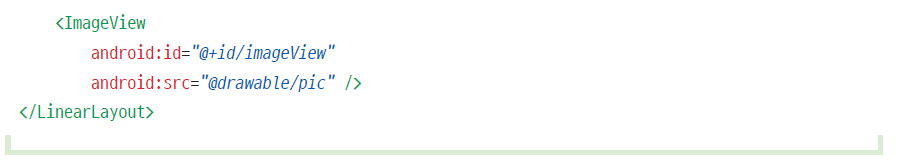 <ImageView
android:id="@+id/imageView"
android:src="@drawable/pic" />
</LinearLayout>